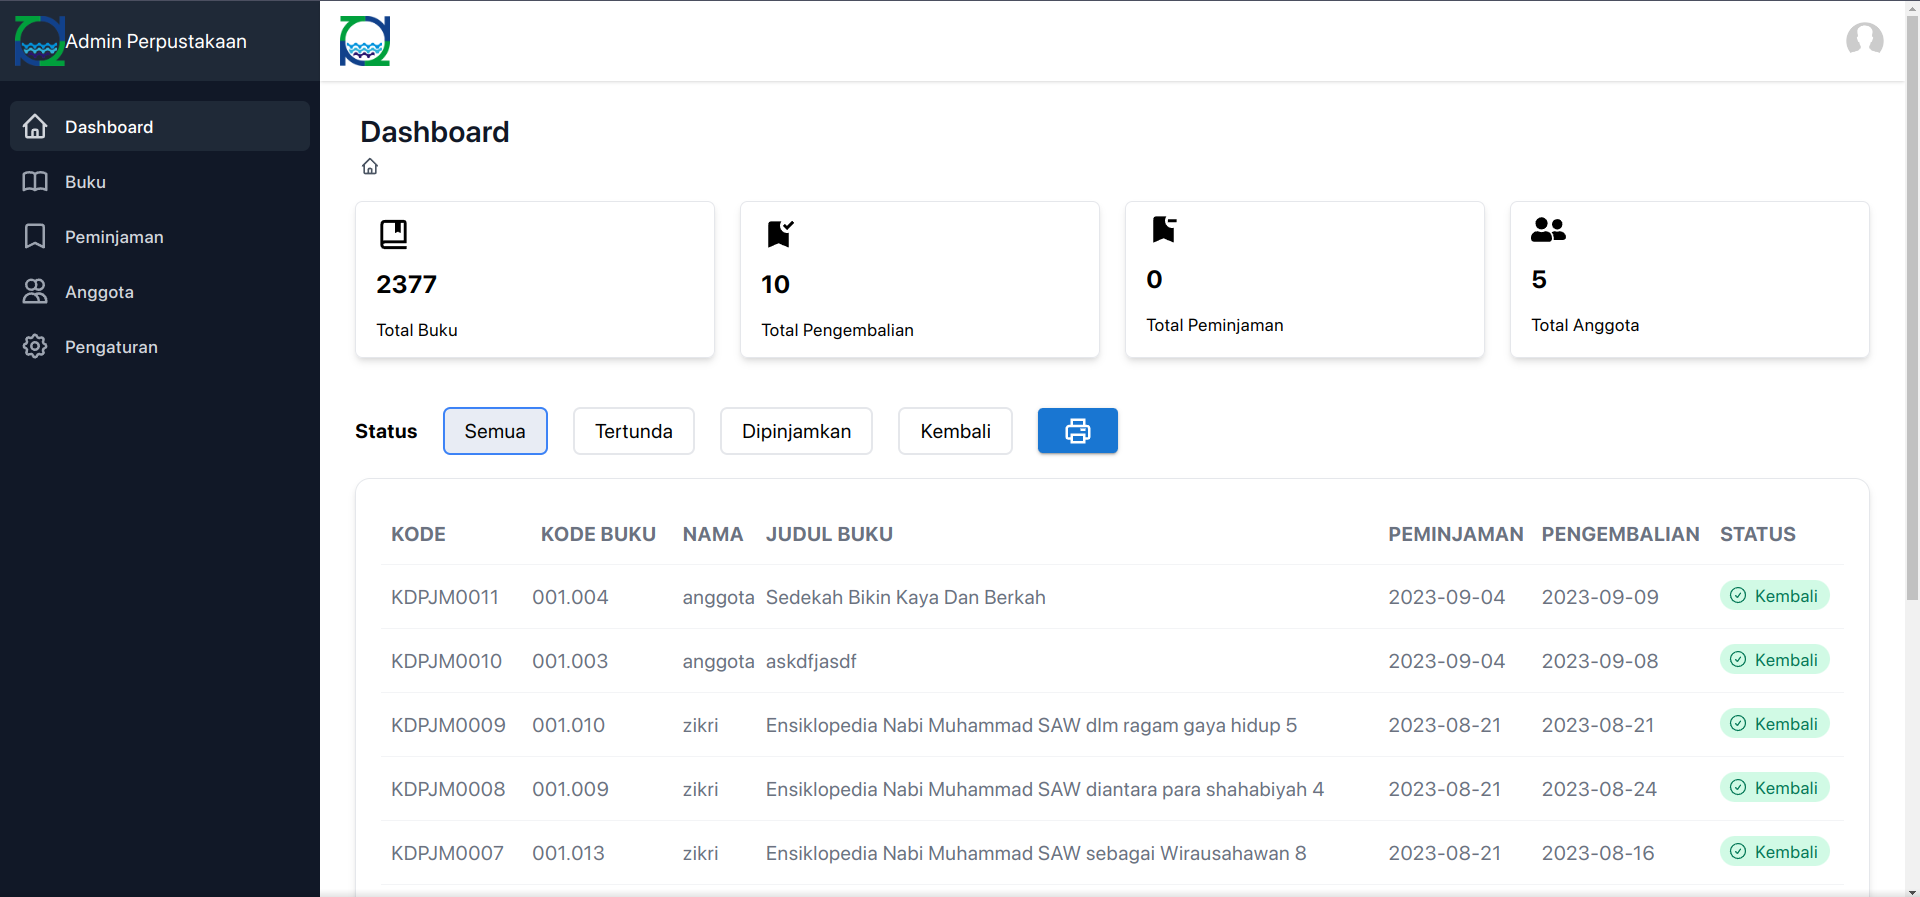 Admin Perpustakaan
Dashboard
Buku
Peminjaman
Anggota
Pengaturan
Dashboard
2377
Total Buku
10
Total Pengembalian
0
Total Peminjaman
5
Total Anggota
Status Semua Tertunda Dipinjamkan Kembali
KODE KODE BUKU NAMA JUDUL BUKU PEMINJAMAN PENGEMBALIAN STATUS
KDPJM0011 001.004 anggota Sedekah Bikin Kaya Dan Berkah 2023-09-04 2023-09-09 Kembali
KDPJM0010 001.003 anggota askdfjasdf 2023-09-04 2023-09-08 Kembali
KDPJM0009 001.010 zikri Ensiklopedia Nabi Muhammad SAW dlm ragam gaya hidup 5 2023-08-21 2023-08-21 Kembali
KDPJM0008 001.009 zikri Ensiklopedia Nabi Muhammad SAW diantara para shahabiyah 4 2023-08-21 2023-08-24 Kembali
KDPJM0007 001.013 zikri Ensiklopedia Nabi Muhammad SAW sebagai Wirausahawan 8 2023-08-21 2023-08-16 Kembali